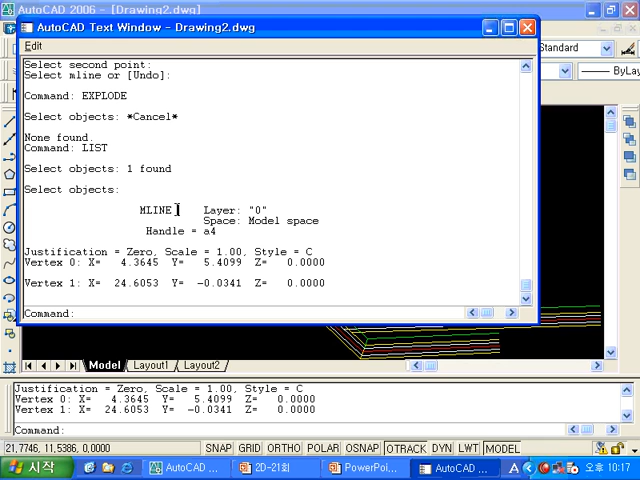 AutoCAD 2006 - [Drawing2.dwg]
AutoCAD Text Window - Drawing2.dwg
Edit
Standard
ByLay
Select second point:
Select mline or [Undo]:
Command: EXPLODE
Select objects: *Cancel*
None found.
Command: LIST
Select objects: 1 found
Select objects:
MLINE Layer: "0"
Space: Model space
Handle = a4
Justification = Zero, Scale = 1.00, Style = C
Vertex 0: X= 4.3645 Y= 5.4099 Z= 0.0000
Vertex 1: X= 24.6053 Y= -0.0341 Z= 0.0000
Command:
Model Layout1 Layout2
Justification = Zero, Scale = 1.00, Style = C
Vertex 0: X= 4.3645 Y= 5.4099 Z= 0.0000
Vertex 1: X= 24.6053 Y= -0.0341 Z= 0.0000
Command:
21,7746, 11,5386, 0,0000 SNAP GRID ORTHO POLAR OSNAP OTRACK DYN LWT MODEL
시작 AutoCAD ... 2D-21회 PowerPoi... AutoCAD ... A 오후 10:17